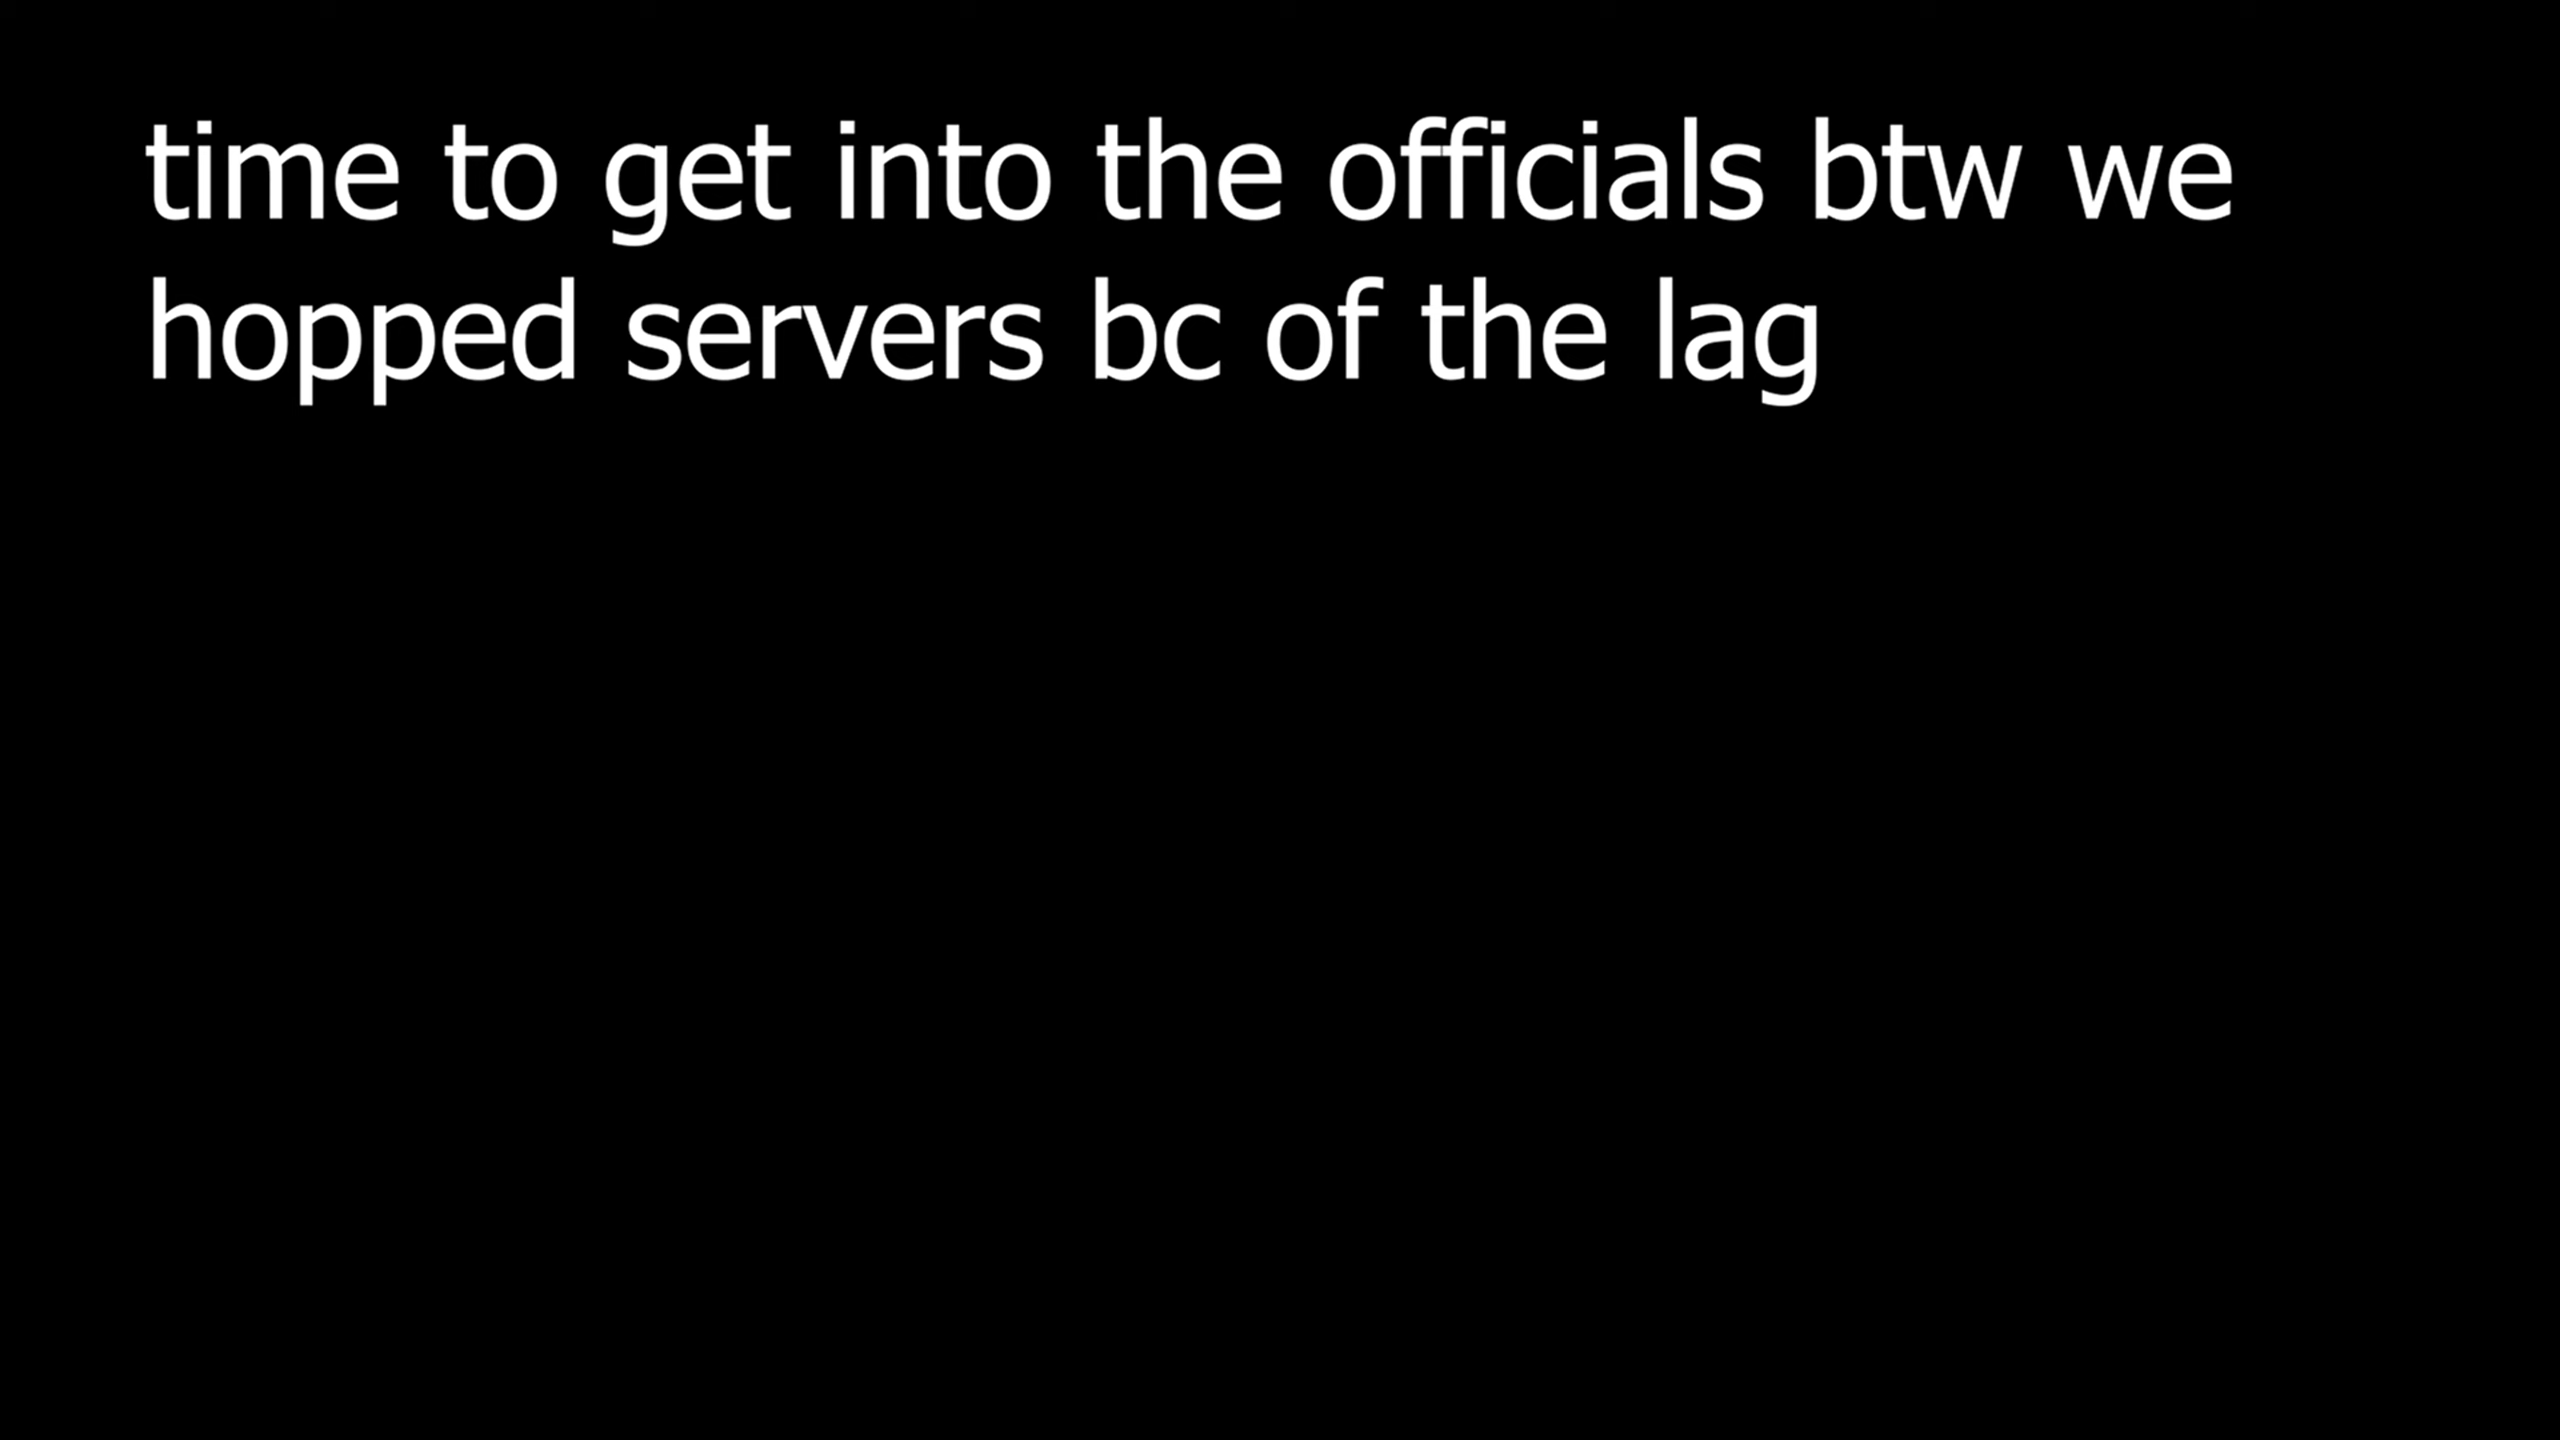 time to get into the officials btw we
hopped servers bc of the lag